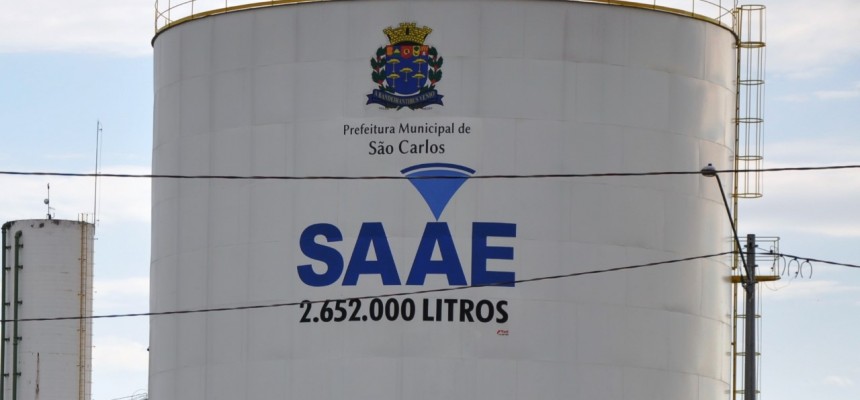 Prefeitura Municipal de
São Carlos
SAAE
2.652.000 LITROS